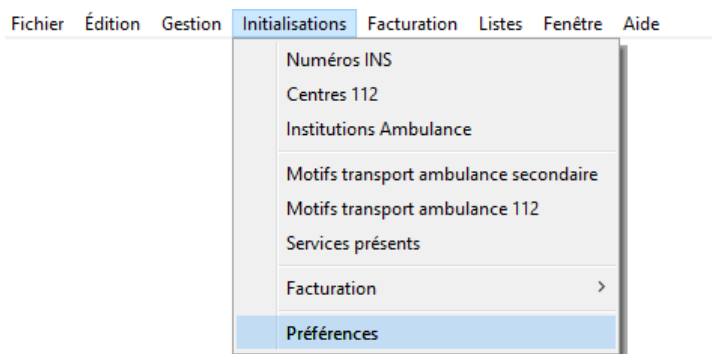 Fichier Édition Gestion Initialisations Facturation Listes Fenêtre Aide
Numéros INS
Centres 112
Institutions Ambulance
Motifs transport ambulance secondaire
Motifs transport ambulance 112
Services présents
Facturation
Préférences